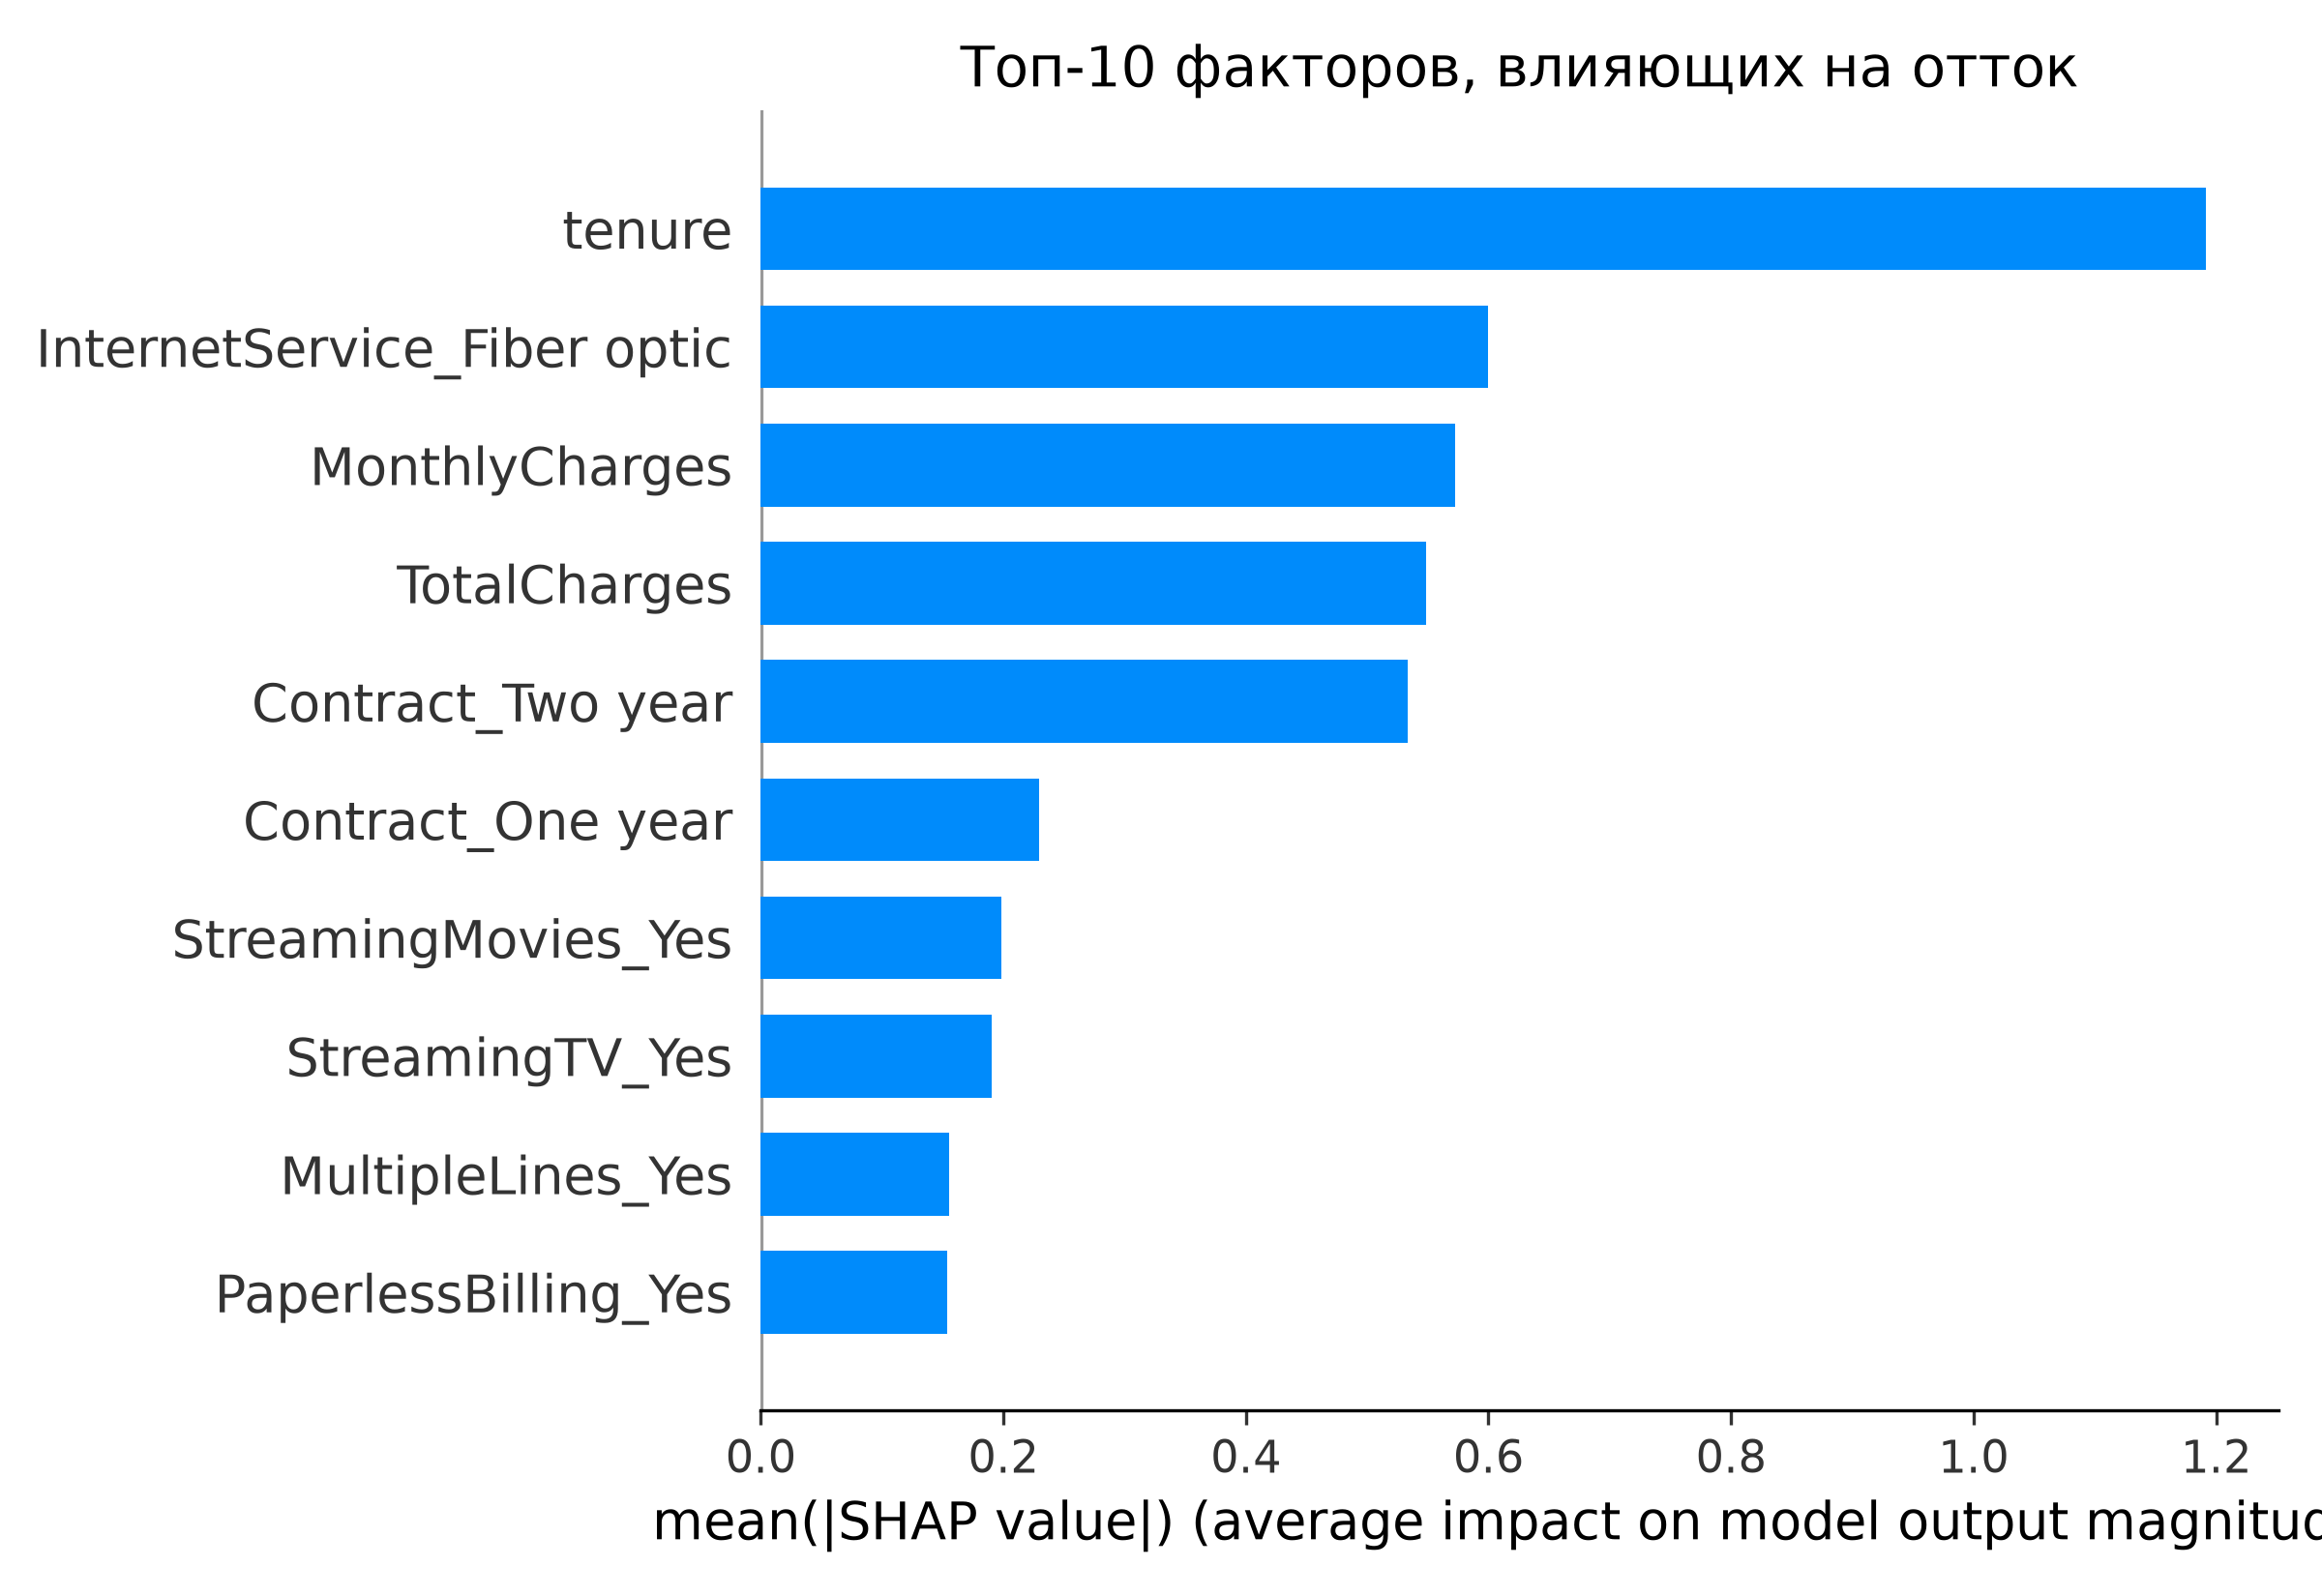 Топ-10 факторов, влияющих на отток
tenure
InternetService_Fiber optic
MonthlyCharges
TotalCharges
Contract_Two year
Contract_One year
StreamingMovies_Yes
StreamingTV_Yes
MultipleLines_Yes
PaperlessBilling_Yes
0.0 0.2 0.4 0.6 0.8 1.0 1.2
mean(|SHAP value|) (average impact on model output